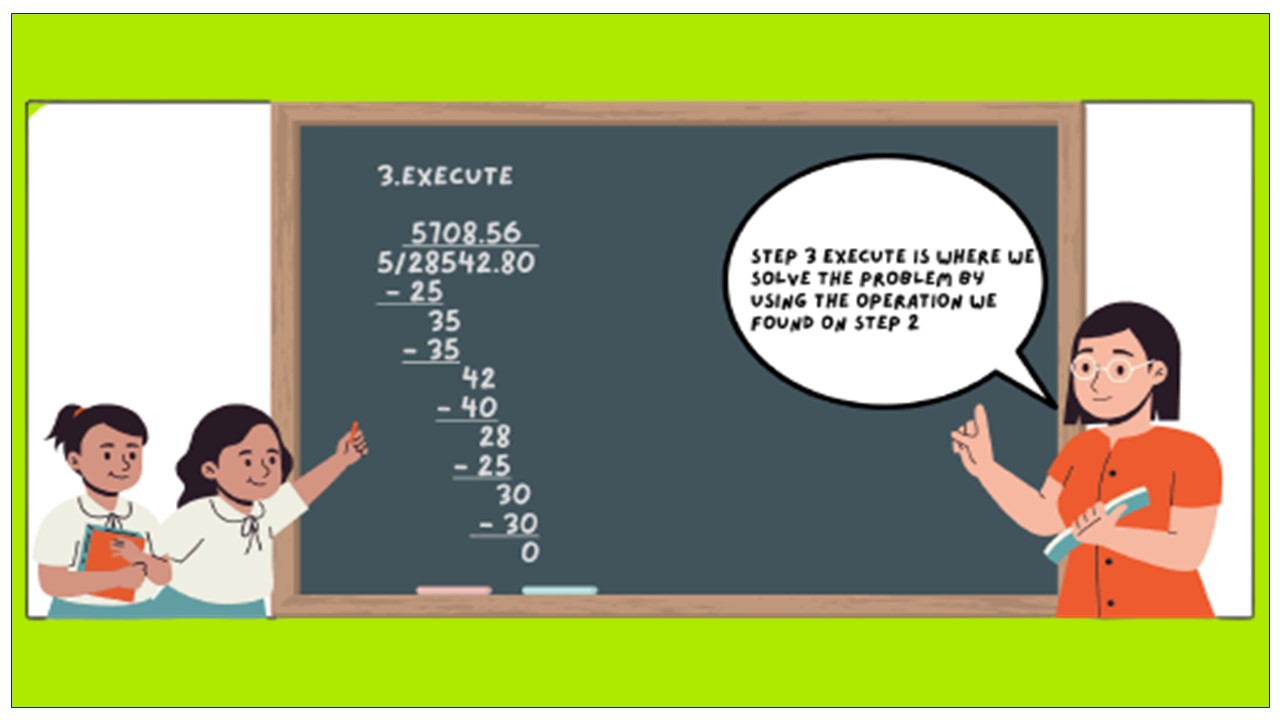 3.EXECUTE
5708.56
5/28542.80
- 25
35
- 35
42
- 40
28
- 25
30
- 30
0
STEP 3 EXECUTE IS WHERE WE
SOLVE THE PROBLEM BY
USING THE OPERATION WE
FOUND ON STEP 2